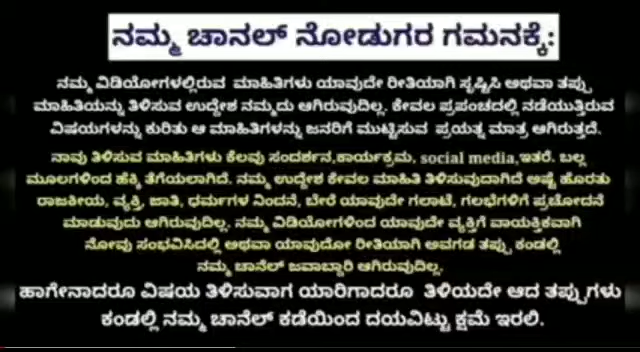 ನಮ್ಮ ಚಾನಲ್ ನೋಡುಗರ ಗಮನಕ್ಕೆ:
ನಮ್ಮ ವಿಡಿಯೋಗಳಲ್ಲಿರುವ ಮಾಹಿತಿಗಳು ಯಾವುದೇ ರೀತಿಯಾಗಿ ಸೃಷ್ಟಿಸಿ ಅಥವಾ ತಪ್ಪು
ಮಾಹಿತಿಯನ್ನು ತಿಳಿಸುವ ಉದ್ದೇಶ ನಮ್ಮದು ಆಗಿರುವುದಿಲ್ಲ. ಕೇವಲ ಪ್ರಪಂಚದಲ್ಲಿ ನಡೆಯುತ್ತಿರುವ
ವಿಷಯಗಳನ್ನು ಕುರಿತು ಆ ಮಾಹಿತಿಗಳನ್ನು ಜನರಿಗೆ ಮುಟ್ಟಿಸುವ ಪ್ರಯತ್ನ ಮಾತ್ರ ಆಗಿರುತ್ತದೆ.
ನಾವು ತಿಳಿಸುವ ಮಾಹಿತಿಗಳು ಕೆಲವು ಸಂದರ್ಶನ,ಕಾರ್ಯಕ್ರಮ, social media,ಇತರೆ. ಬಲ್ಲ
ಮೂಲಗಳಿಂದ ಹೆಕ್ಕಿ ತೆಗೆಯಲಾಗಿದೆ. ನಮ್ಮ ಉದ್ದೇಶ ಕೇವಲ ಮಾಹಿತಿ ತಿಳಿಸುವುದಾಗಿದೆ ಅಷ್ಟೆ ಹೊರತು
ರಾಜಕೀಯ, ವ್ಯಕ್ತಿ, ಜಾತಿ, ಧರ್ಮಗಳ ನಿಂದನೆ, ಬೇರೆ ಯಾವುದೇ ಗಲಾಟೆ, ಗಲಭೆಗಳಿಗೆ ಪ್ರಚೋದನೆ
ಮಾಡುವುದು ಆಗಿರುವುದಿಲ್ಲ. ನಮ್ಮ ವಿಡಿಯೋಗಳಿಂದ ಯಾವುದೇ ವ್ಯಕ್ತಿಗೆ ವಾಯಕ್ತಿಕವಾಗಿ
ನೋವು ಸಂಭವಿಸಿದಲ್ಲಿ ಅಥವಾ ಯಾವುದೋ ರೀತಿಯಾಗಿ ಅವಗಡ ತಪ್ಪು ಕಂಡಲ್ಲಿ
ನಮ್ಮ ಚಾನೆಲ್ ಜವಾಬ್ದಾರಿ ಆಗಿರುವುದಿಲ್ಲ.
ಹಾಗೇನಾದರೂ ವಿಷಯ ತಿಳಿಸುವಾಗ ಯಾರಿಗಾದರೂ ತಿಳಿಯದೇ ಆದ ತಪ್ಪುಗಳು
ಕಂಡಲ್ಲಿ ನಮ್ಮ ಚಾನೆಲ್ ಕಡೆಯಿಂದ ದಯವಿಟ್ಟು ಕ್ಷಮೆ ಇರಲಿ.